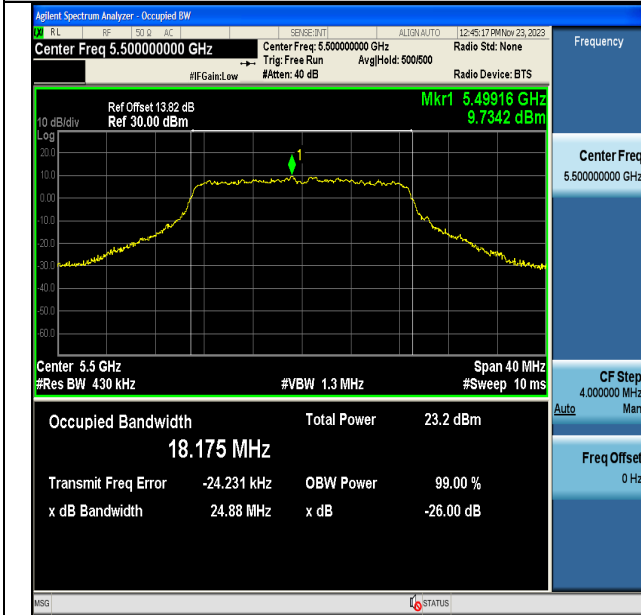 Agilent Spectrum Analyzer - Occupied BW
RL RF 50 Ω AC SENSE:INT ALIGN AUTO 12:45:17 PM Nov 23, 2023
Center Freq 5.500000000 GHz
Center Freq: 5.500000000 GHz
Radio Std: None
Trig: Free Run Avg|Hold: 500/500
#IFGain:Low #Atten: 40 dB Radio Device: BTS
Mkr1 5.49916 GHz
9.7342 dBm
Ref Offset 13.82 dB
10 dB/div Ref 30.00 dBm
Log
20.0
10.0
0.00
-10.0
-20.0
-30.0
-40.0
-50.0
-60.0
1
Center 5.5 GHz Span 40 MHz
#Res BW 430 kHz #VBW 1.3 MHz #Sweep 10 ms
Occupied Bandwidth Total Power 23.2 dBm
18.175 MHz
Transmit Freq Error -24.231 kHz OBW Power 99.00 %
x dB Bandwidth 24.88 MHz x dB -26.00 dB
MSG STATUS
Frequency
Center Freq
5.500000000 GHz
CF Step
4.000000 MHz
Auto Man
Freq Offset
0 Hz